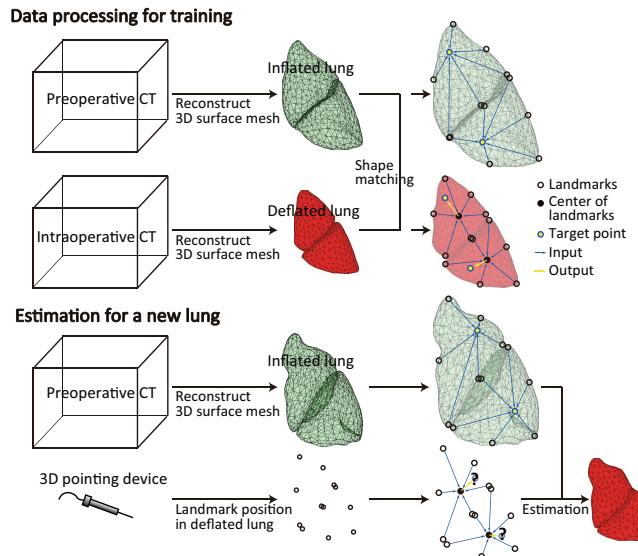 Data processing for training
Preoperative CT
Reconstruct
3D surface mesh
Inflated lung
Shape
matching
Intraoperative CT
Reconstruct
3D surface mesh
Deflated lung
Landmarks
Center of
landmarks
Target point
Input
Output
Estimation for a new lung
Preoperative CT
Reconstruct
3D surface mesh
Inflated lung
3D pointing device
Landmark position
in deflated lung
?
?
Estimation